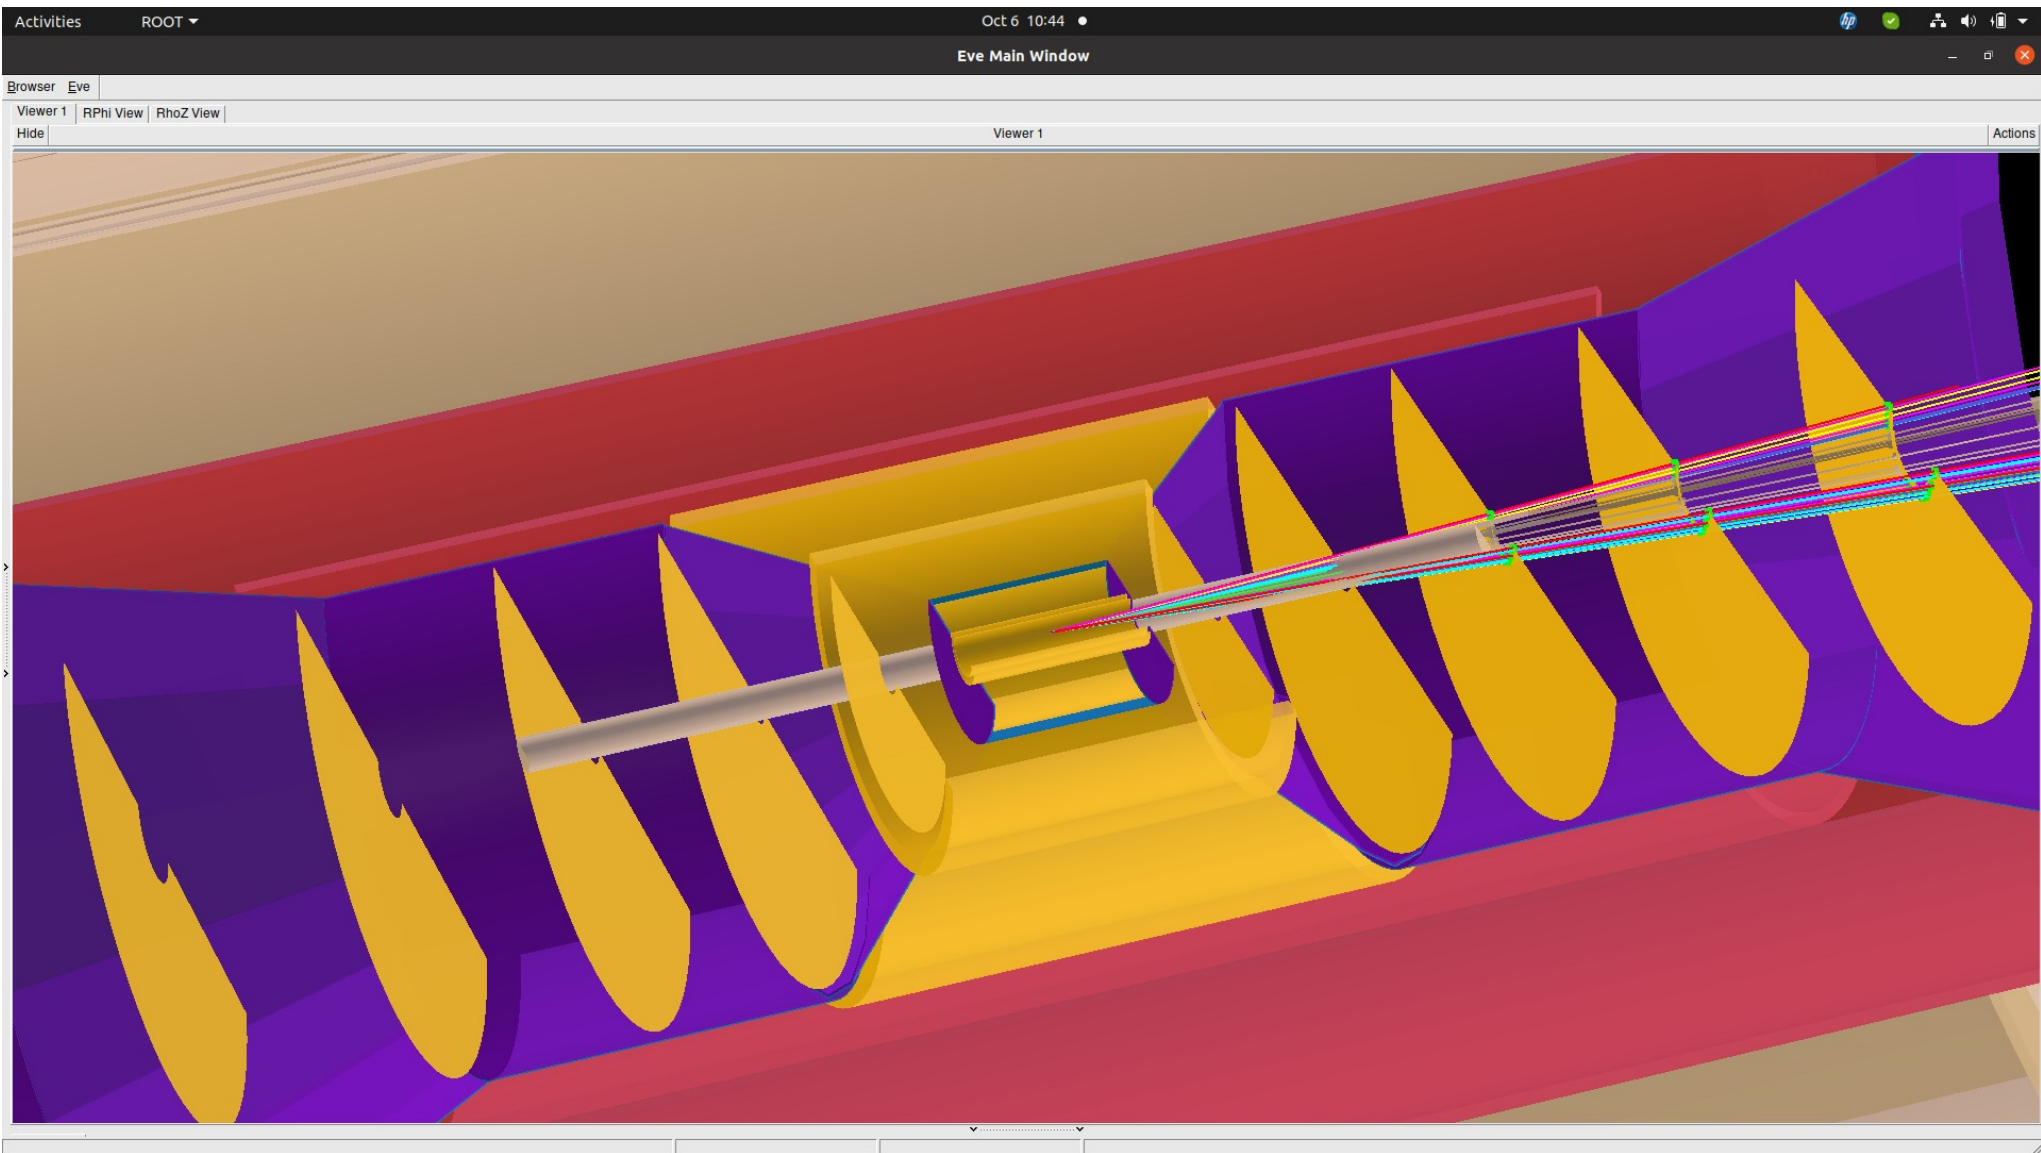 Activities ROOT Oct 6 10:44
hp
Eve Main Window
Browser Eve
Viewer 1 RPhi View RhoZ View
Hide Viewer 1 Actions